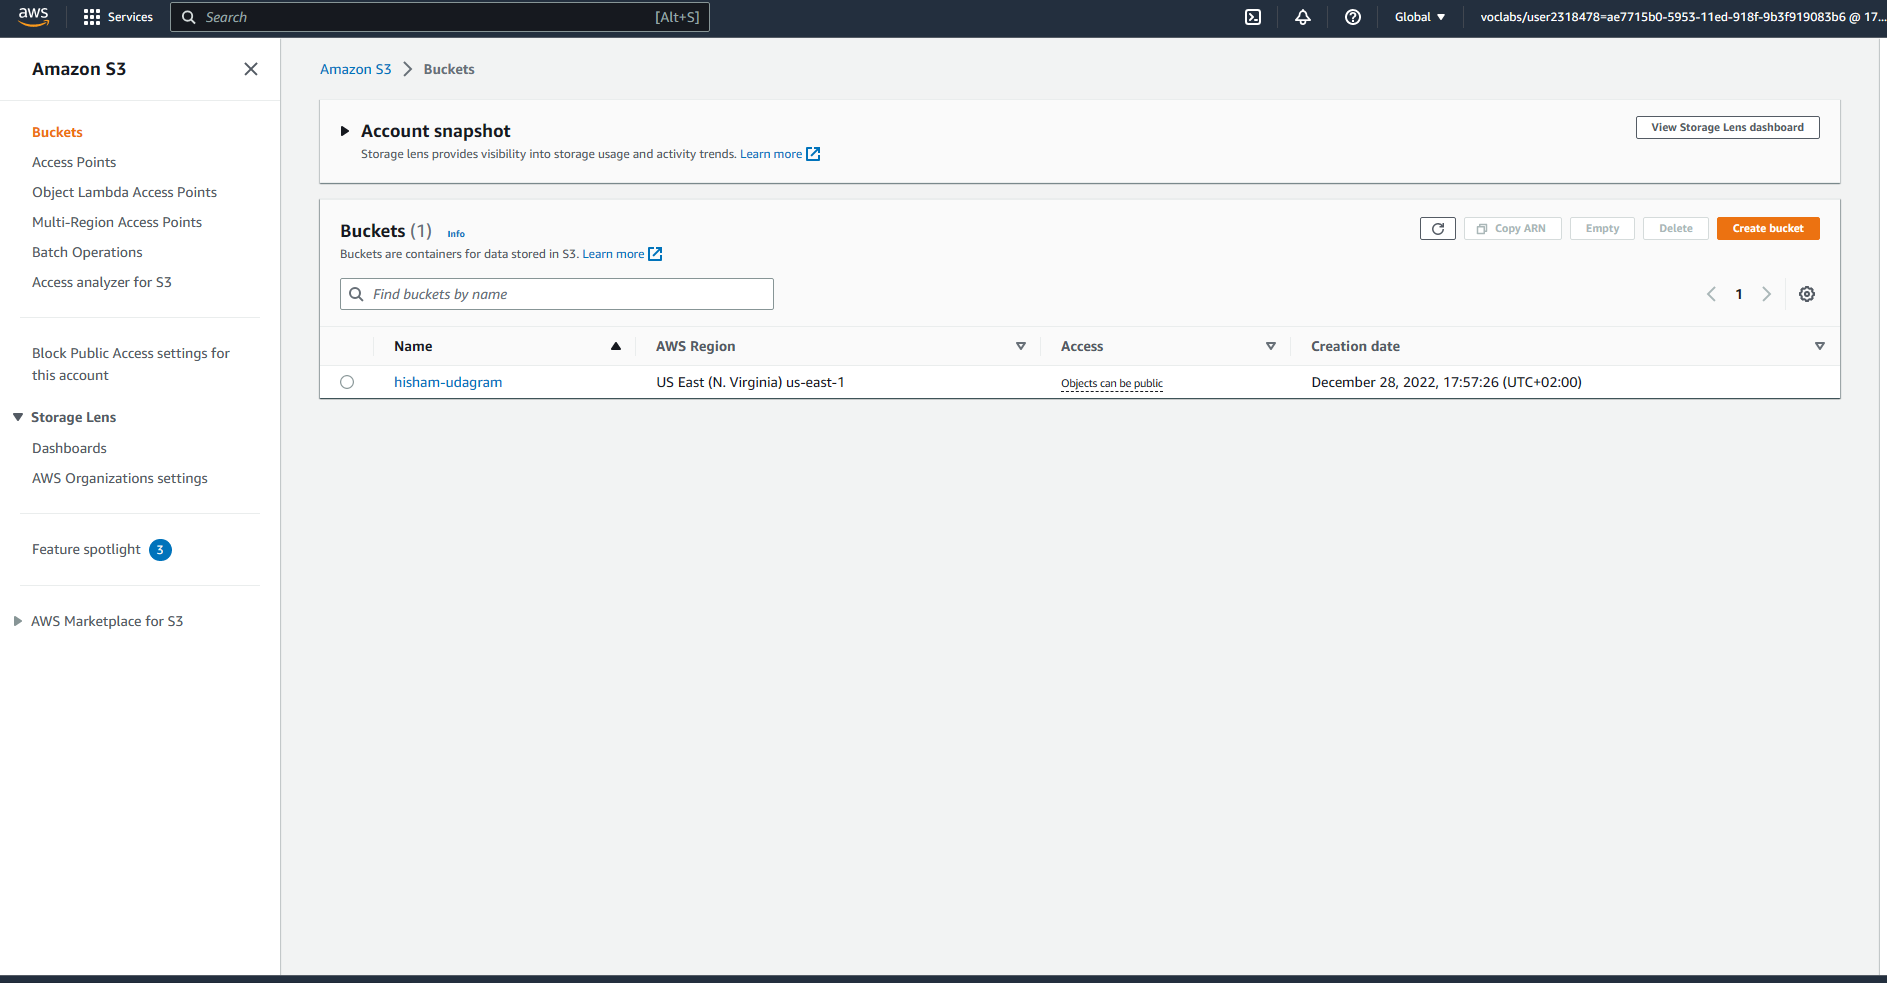 aws Services Search [Alt+S] Global voclabs/user2318478=ae7715b0-5953-11ed-918f-9b3f919083b6 @ 17...
Amazon S3
Buckets
Access Points
Object Lambda Access Points
Multi-Region Access Points
Batch Operations
Access analyzer for S3
Block Public Access settings for
this account
Storage Lens
Dashboards
AWS Organizations settings
Feature spotlight 3
AWS Marketplace for S3
Amazon S3 Buckets
Account snapshot
View Storage Lens dashboard
Storage lens provides visibility into storage usage and activity trends. Learn more
Buckets (1) Info
Copy ARN Empty Delete Create bucket
Buckets are containers for data stored in S3. Learn more
Find buckets by name
1
Name AWS Region Access Creation date
hisham-udagram US East (N. Virginia) us-east-1 Objects can be public December 28, 2022, 17:57:26 (UTC+02:00)